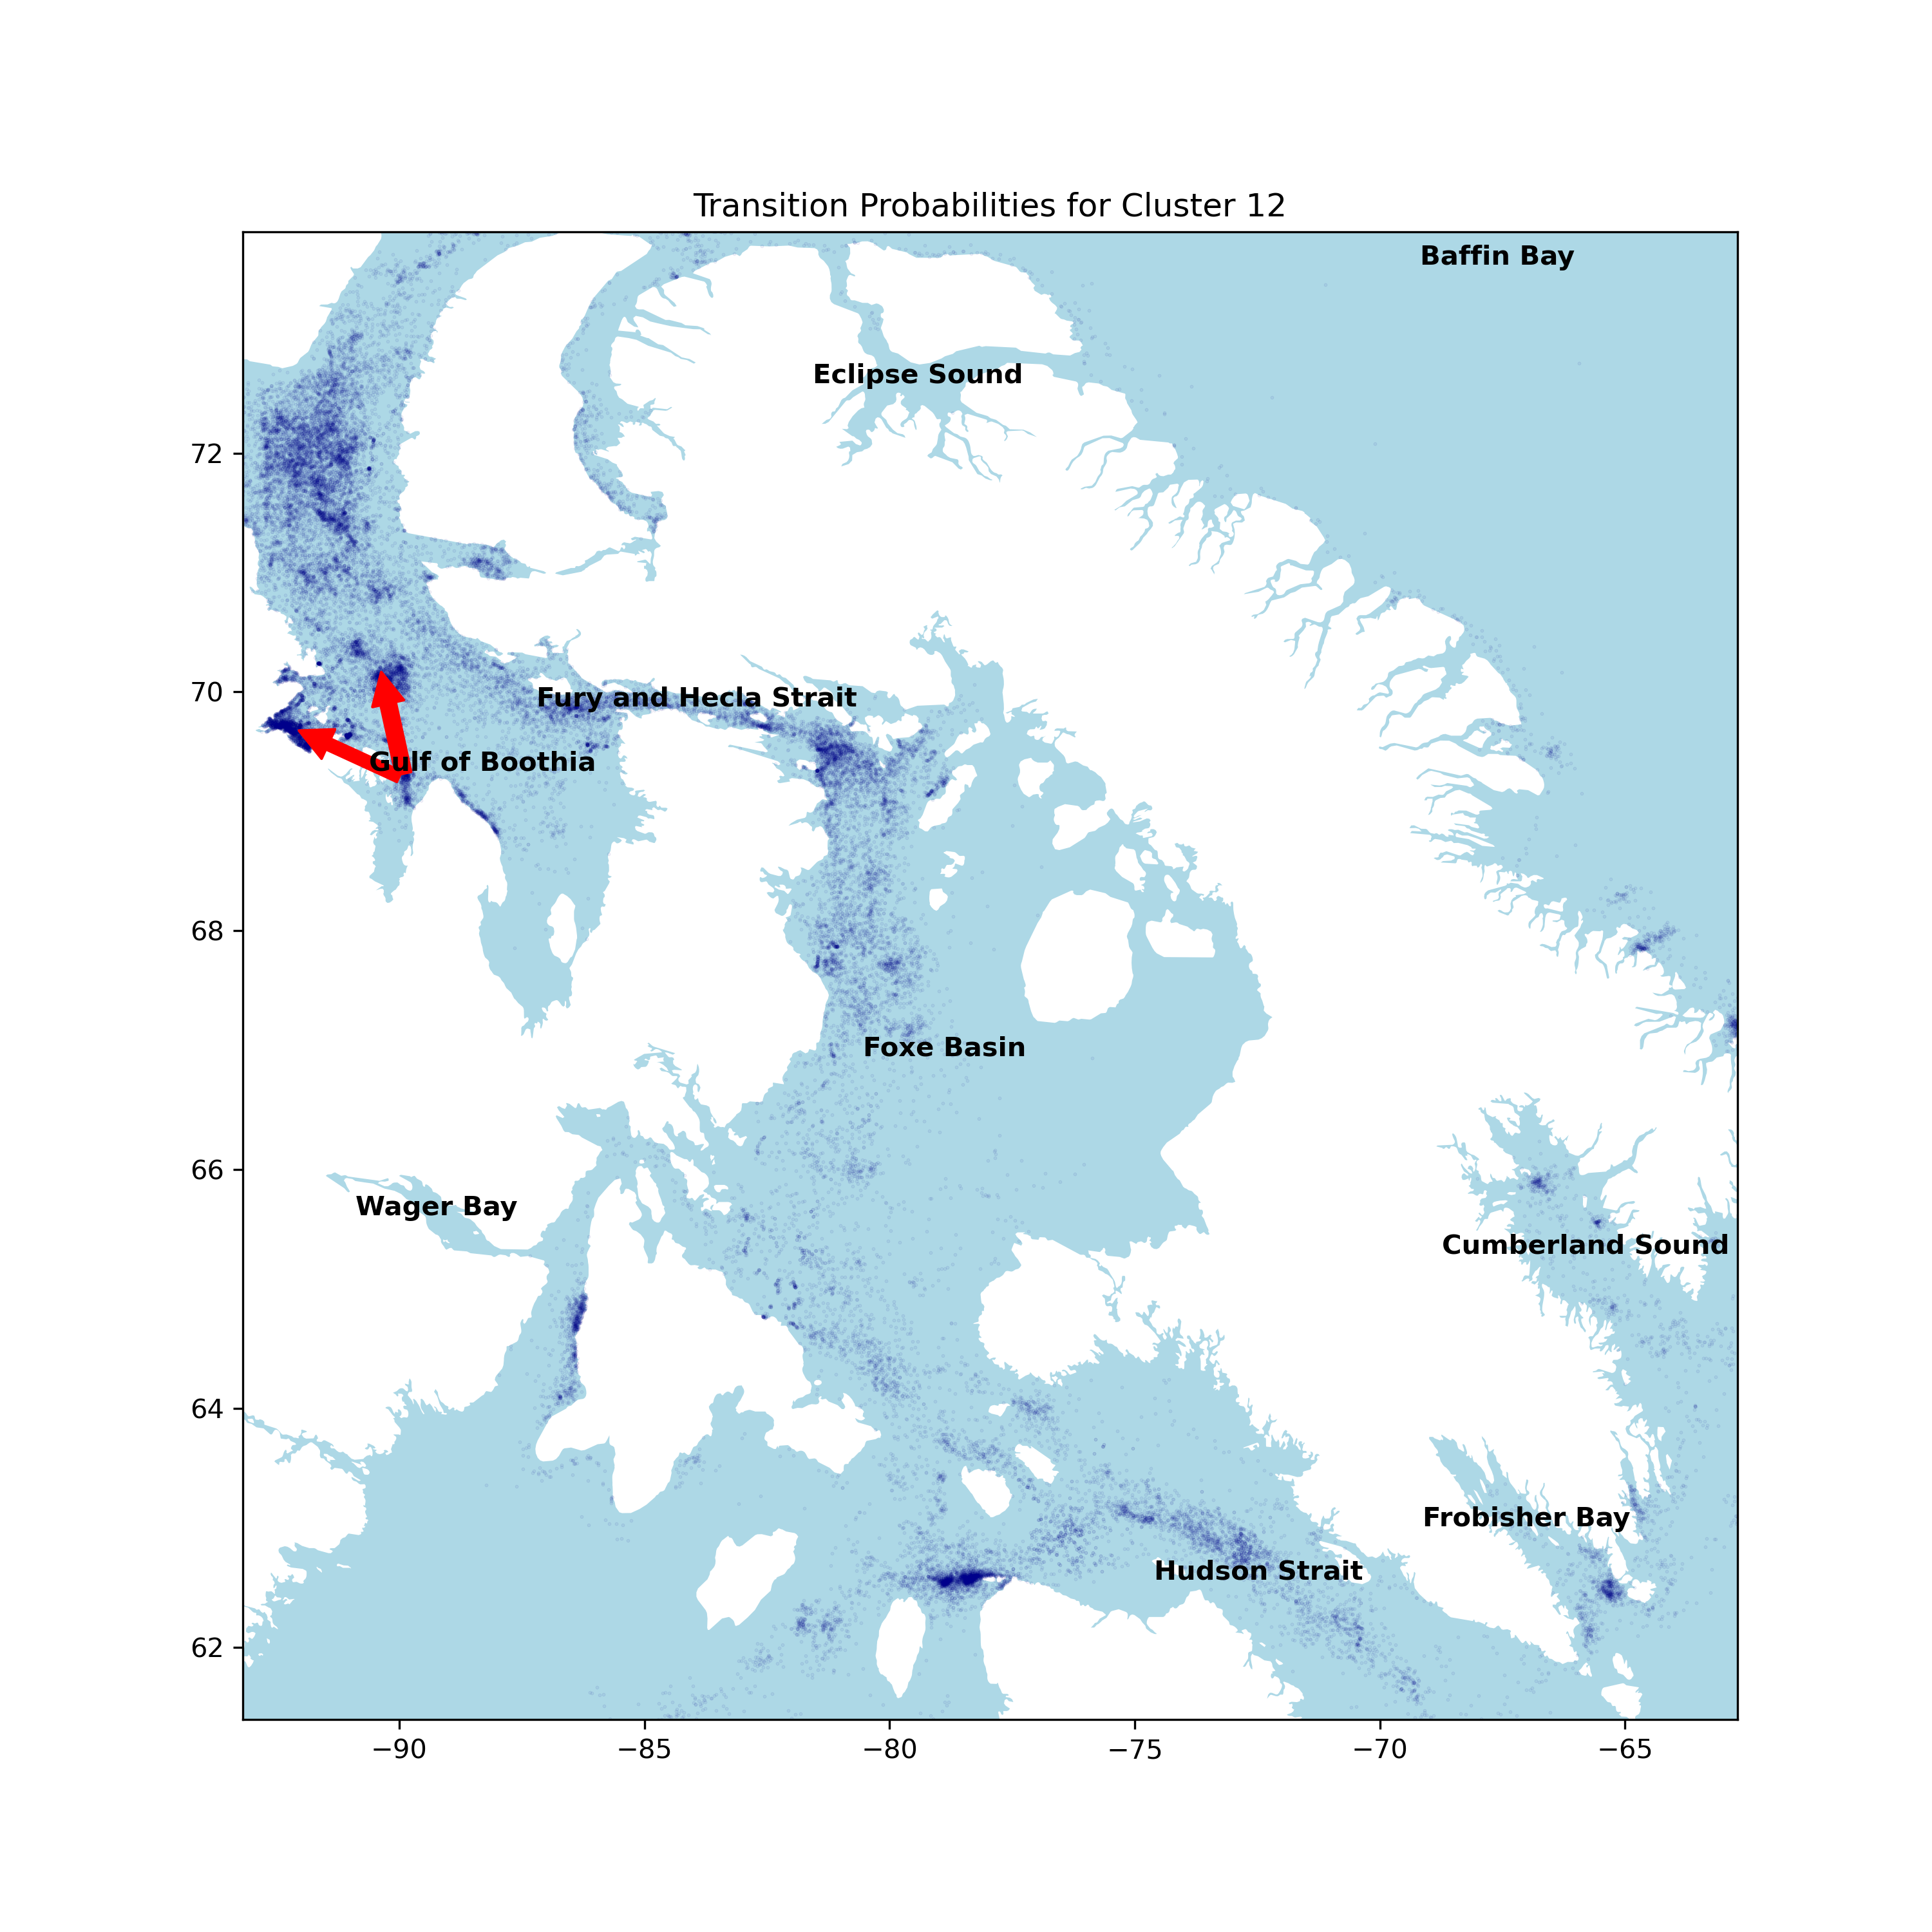 Transition Probabilities for Cluster 12
Baffin Bay
Eclipse Sound
72
70
Fury and Hecla Strait
Gulf of Boothia
68
Foxe Basin
66
Wager Bay
Cumberland Sound
64
Frobisher Bay
Hudson Strait
62
−90 −85 −80 −75 −70 −65